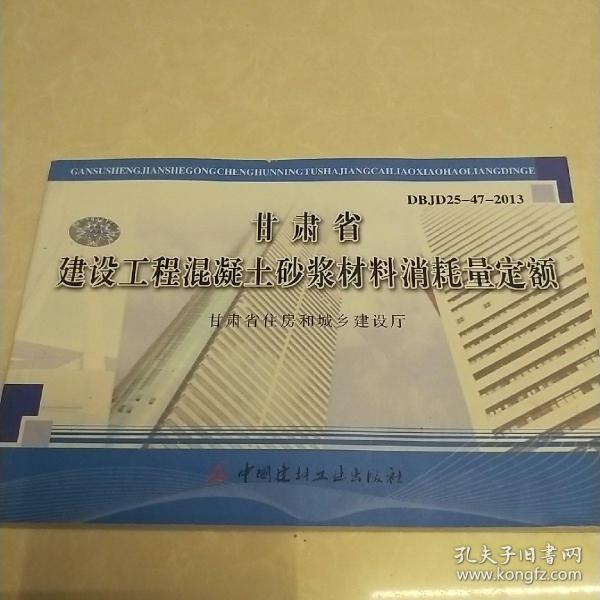 GANSUSHENGJIANSHEGONGCHENGHUNNINGTUSHAJIANGCAILIAOXIAOHAOLIANGDINGE
DBJD25-47-2013
甘肃省
建设工程混凝土砂浆材料消耗量定额
甘肃省住房和城乡建设厅
中国建材工业出版社
孔夫子旧书网
www.kongfz.com